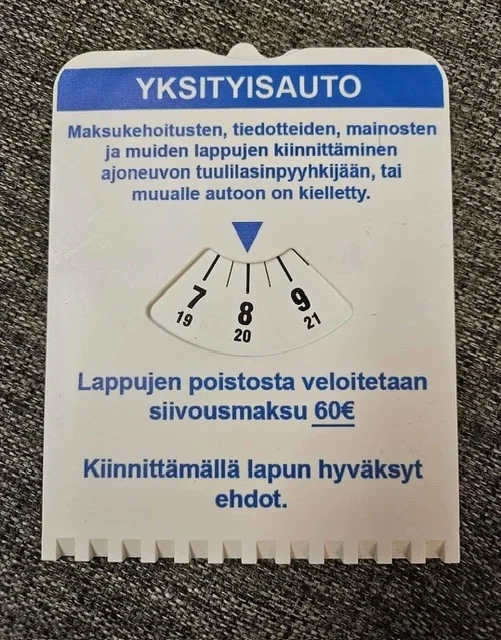 YKSITYISAUTO
Maksukehoitusten, tiedotteiden, mainosten
ja muiden lappujen kiinnittäminen
ajoneuvon tuulilasinpyyhkijään, tai
muualle autoon on kielletty.
7 8 9
19 20 21
Lappujen poistosta veloitetaan
siivousmaksu 60€
Kiinnittämällä lapun hyväksyt
ehdot.